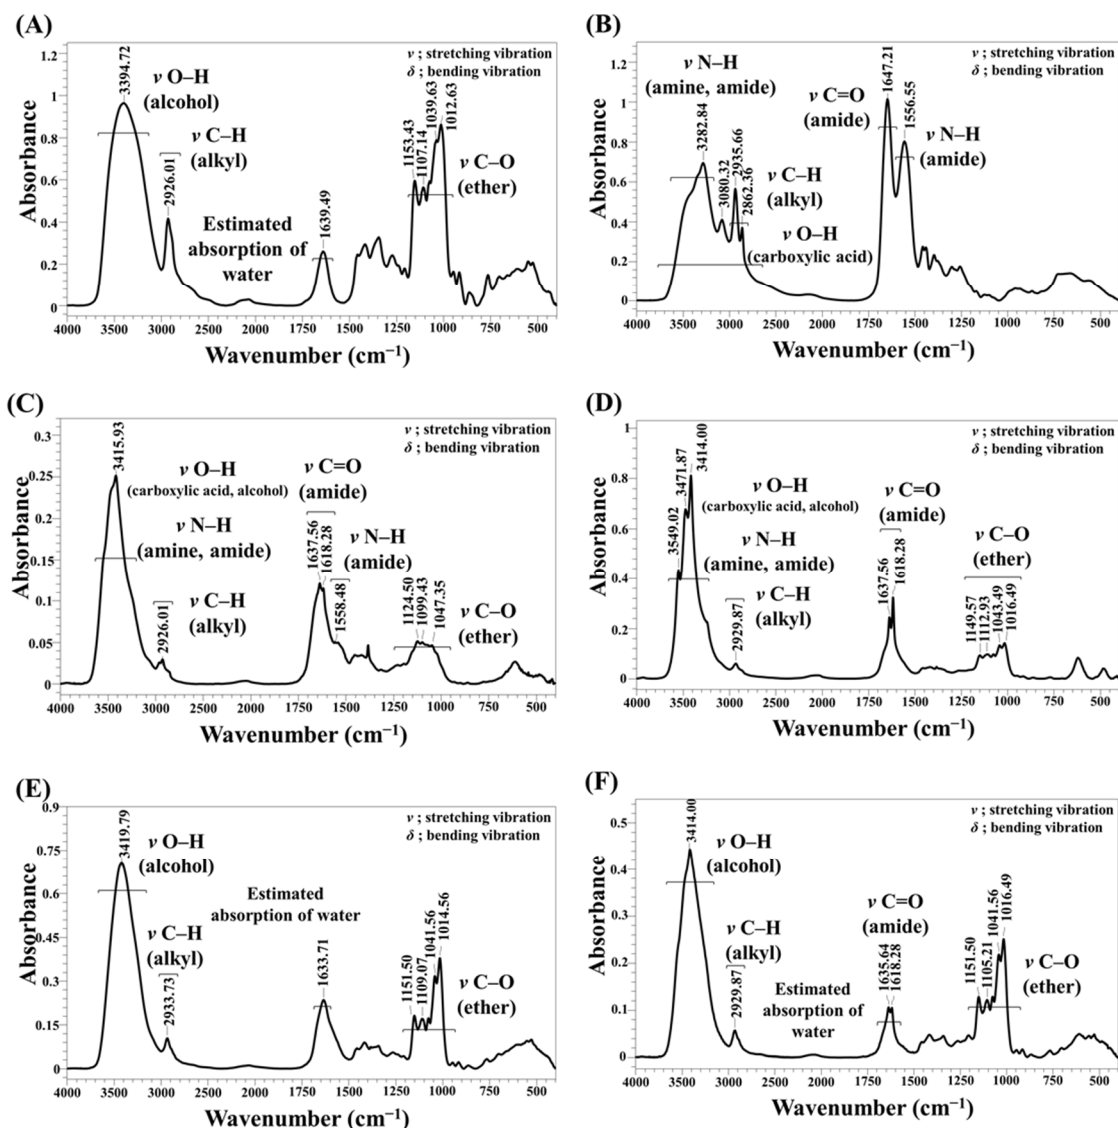 (A)
ν ; stretching vibration
δ ; bending vibration
3394.72
ν O–H
(alcohol)
ν C–H
(alkyl)
2926.01
Estimated
absorption of
water
1639.49
1153.43
1107.14
1039.63
1012.63
ν C–O
(ether)
Absorbance
1.2
1
0.8
0.6
0.4
0.2
0
4000 3500 3000 2500 2000 1750 1500 1250 1000 750 500
Wavenumber (cm⁻¹)
(B)
ν ; stretching vibration
δ ; bending vibration
ν N–H
(amine, amide)
3282.84
3080.32
2935.66
2862.36
ν C–H
(alkyl)
ν O–H
(carboxylic acid)
ν C=O
(amide)
1647.21
1556.55
ν N–H
(amide)
Absorbance
1.2
1
0.8
0.6
0.4
0.2
0
4000 3500 3000 2500 2000 1500 1000 750 500
Wavenumber (cm⁻¹)
(C)
ν ; stretching vibration
δ ; bending vibration
3415.93
ν O–H
(carboxylic acid, alcohol)
ν N–H
(amine, amide)
ν C–H
(alkyl)
2926.01
ν C=O
(amide)
1637.56
1618.28
1558.48
ν N–H
(amide)
1124.50
1099.43
1047.35
ν C–O
(ether)
Absorbance
0.3
0.25
0.2
0.15
0.1
0.05
0
4000 3000 2000 1750 1500 1250 1000 750 500
Wavenumber (cm⁻¹)
(D)
ν ; stretching vibration
δ ; bending vibration
3549.02
3471.87
3414.00
ν O–H
(carboxylic acid, alcohol)
ν N–H
(amine, amide)
ν C–H
(alkyl)
2929.87
ν C=O
(amide)
1637.56
1618.28
ν C–O
(ether)
1149.57
1112.93
1043.49
1016.49
Absorbance
1
0.8
0.6
0.4
0.2
0
4000 3500 3000 2500 2000 1750 1500 1250 1000 750 500
Wavenumber (cm⁻¹)
(E)
ν ; stretching vibration
δ ; bending vibration
3419.79
ν O–H
(alcohol)
ν C–H
(alkyl)
2933.73
Estimated
absorption of water
1633.71
1151.50
1109.07
1041.56
1014.56
ν C–O
(ether)
Absorbance
0.9
0.75
0.6
0.45
0.3
0.15
0
4000 3500 3000 2500 2000 1750 1500 1250 1000 750 500
Wavenumber (cm⁻¹)
(F)
ν ; stretching vibration
δ ; bending vibration
3414.00
ν O–H
(alcohol)
ν C–H
(alkyl)
2929.87
Estimated
absorption of
water
ν C=O
(amide)
1635.64
1618.28
1151.50
1105.21
1041.56
1016.49
ν C–O
(ether)
Absorbance
0.5
0.4
0.3
0.2
0.1
0
4000 3500 3000 2500 2000 1500 1000 750 500
Wavenumber (cm⁻¹)